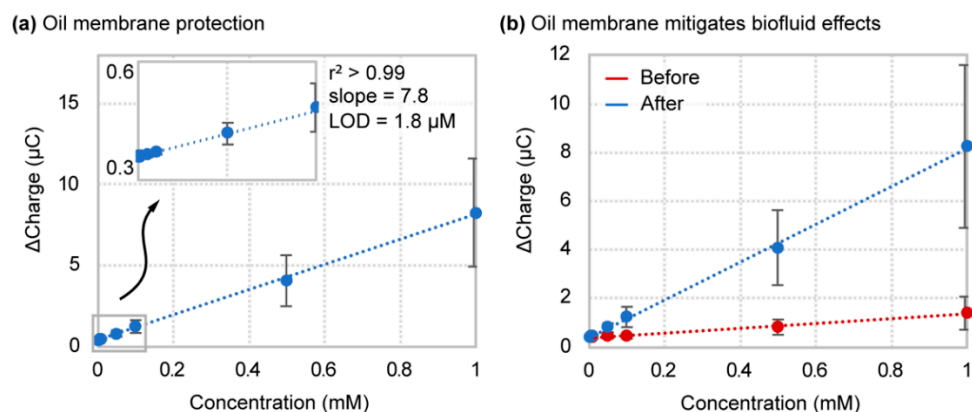 (a) Oil membrane protection
ΔCharge (µC)
15
10
5
0
0.6
0.3
r² > 0.99
slope = 7.8
LOD = 1.8 µM
0 0.2 0.4 0.6 0.8 1
Concentration (mM)
(b) Oil membrane mitigates biofluid effects
ΔCharge (µC)
12
10
8
6
4
2
0
Before
After
0 0.2 0.4 0.6 0.8 1
Concentration (mM)